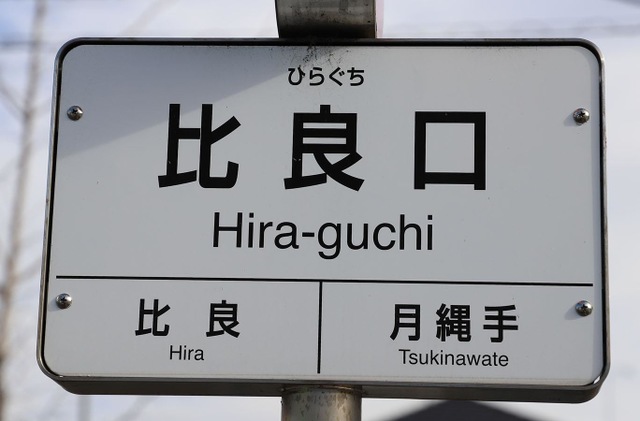 ひらぐち
比良口
Hira-guchi
比良
Hira
月縄手
Tsukinawate